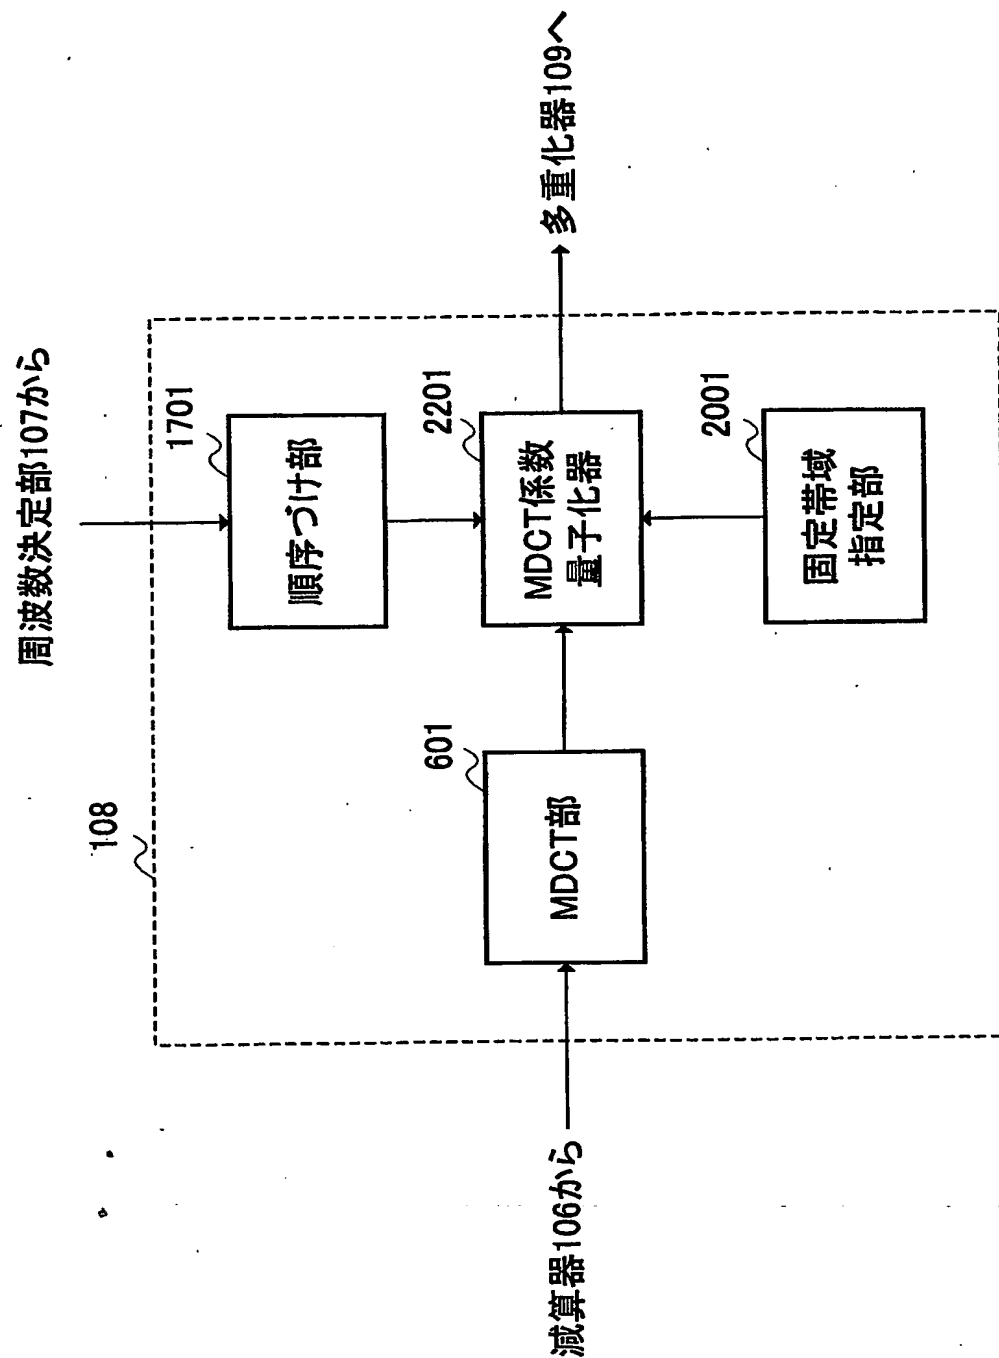 周波数決定部107から
108
1701
順序づけ部
601
MDCT部
2201
MDCT係数
量子化器
減算器106から
多重化器109へ
2001
固定帯域
指定部